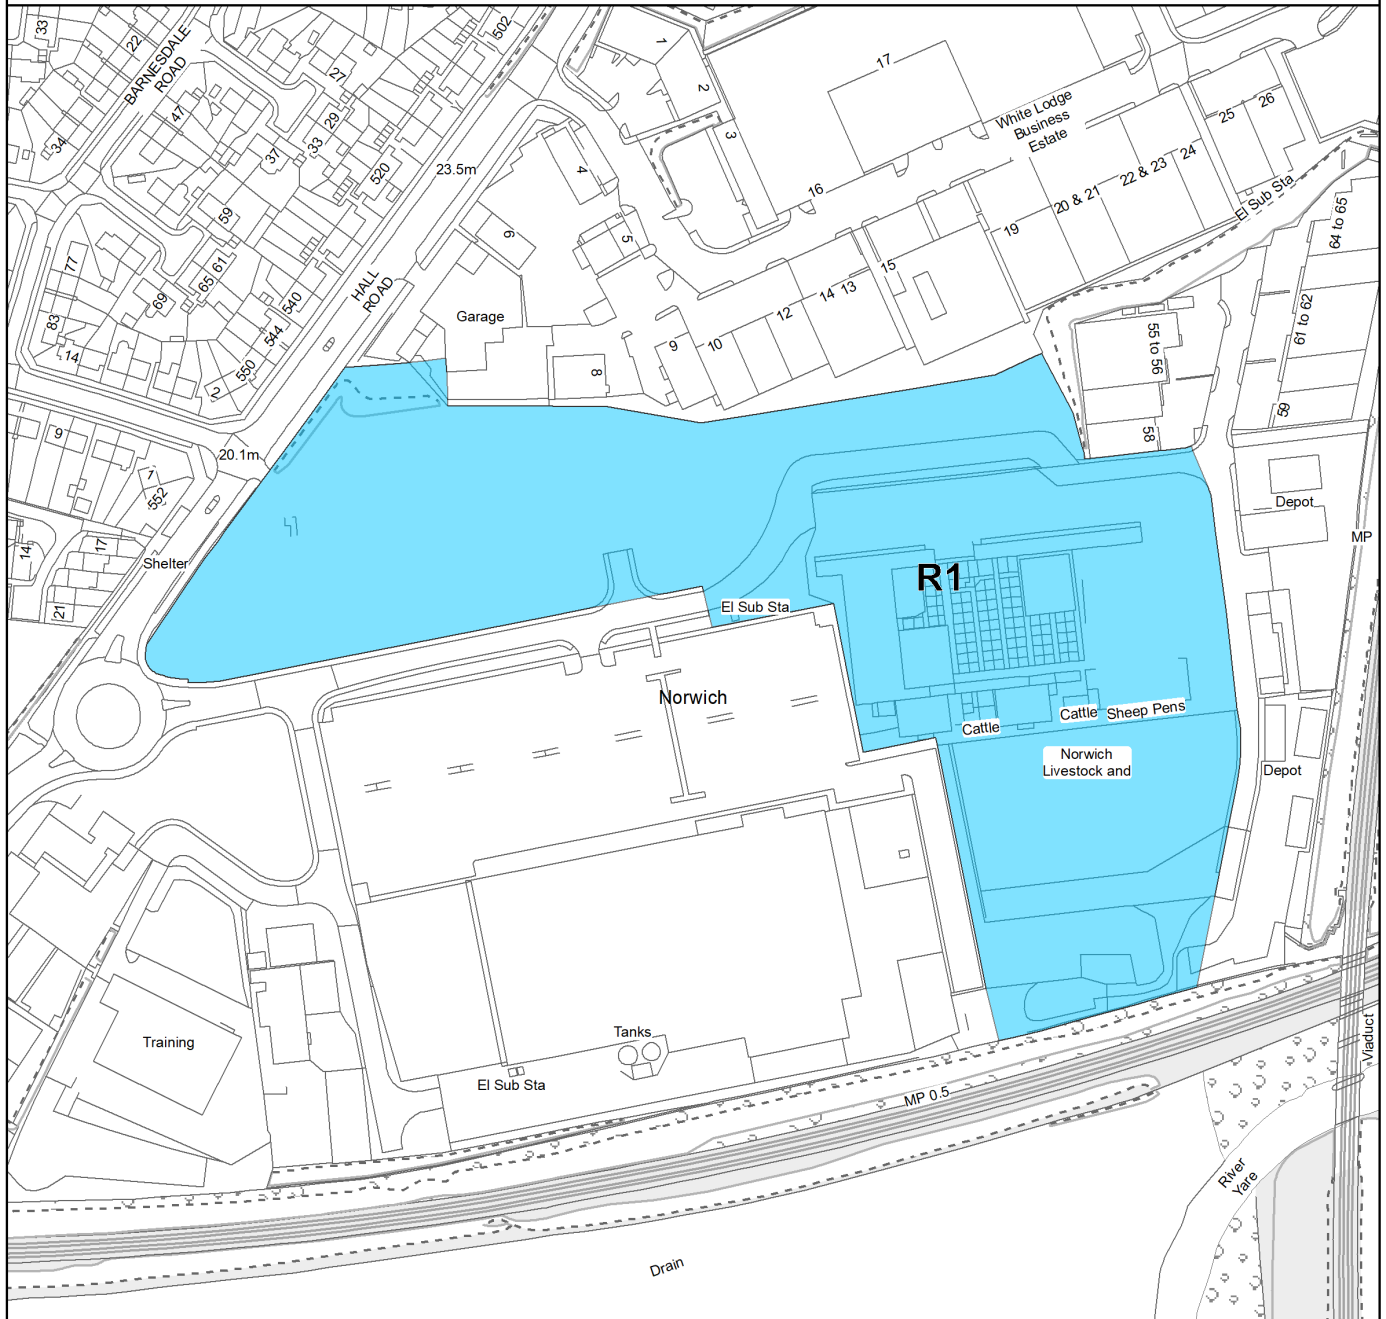 33
22
BARNESDALE
ROAD
47
34
27
29
33
37
520
502
59
61
65
69
77
83
14
540
544
550
2
HALL
ROAD
23.5m
20.1m
9
1
552
14
17
21
Shelter
1
2
3
4
5
6
Garage
8
9
10
12
14
13
15
16
17
White Lodge
Business
Estate
19
20 & 21
22 & 23
24
25
26
El Sub Sta
64 to 65
61 to 62
55 to 56
58
59
Depot
MP
R1
El Sub Sta
Norwich
Cattle
Cattle
Sheep Pens
Norwich
Livestock and
Depot
Training
Tanks
El Sub Sta
MP 0.5
Viaduct
River
Yare
Drain